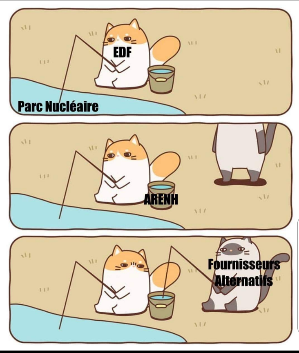 EDF
Parc Nucléaire
ARENH
Fournisseurs
Alternatifs